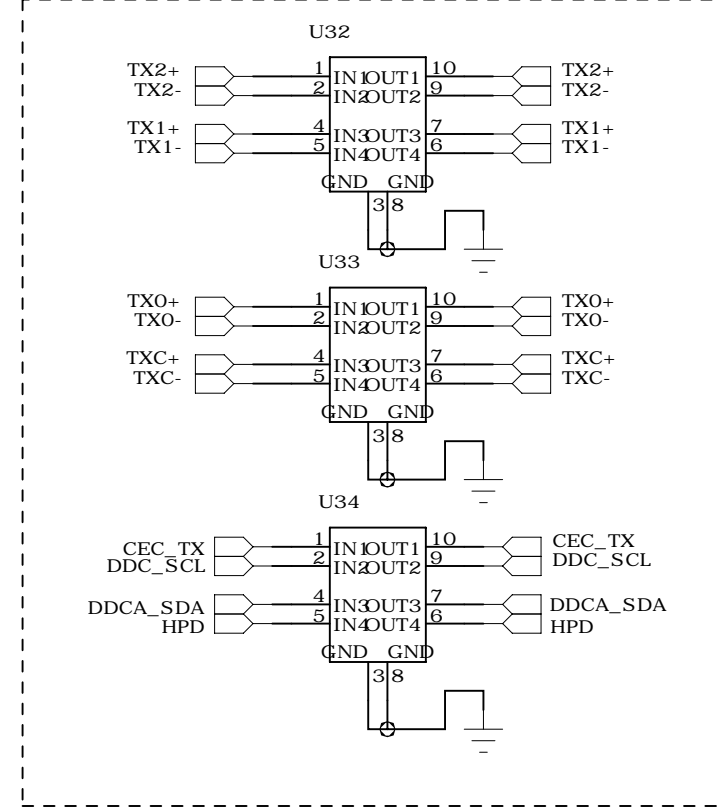 U32
TX2+ 1 IN1 OUT1 10 TX2+
TX2- 2 IN2 OUT2 9 TX2-
TX1+ 4 IN3 OUT3 7 TX1+
TX1- 5 IN4 OUT4 6 TX1-
GND GND
3 8
U33
TX0+ 1 IN1 OUT1 10 TX0+
TX0- 2 IN2 OUT2 9 TX0-
TXC+ 4 IN3 OUT3 7 TXC+
TXC- 5 IN4 OUT4 6 TXC-
GND GND
3 8
U34
CEC_TX 1 IN1 OUT1 10 CEC_TX
DDC_SCL 2 IN2 OUT2 9 DDC_SCL
DDCA_SDA 4 IN3 OUT3 7 DDCA_SDA
HPD 5 IN4 OUT4 6 HPD
GND GND
3 8